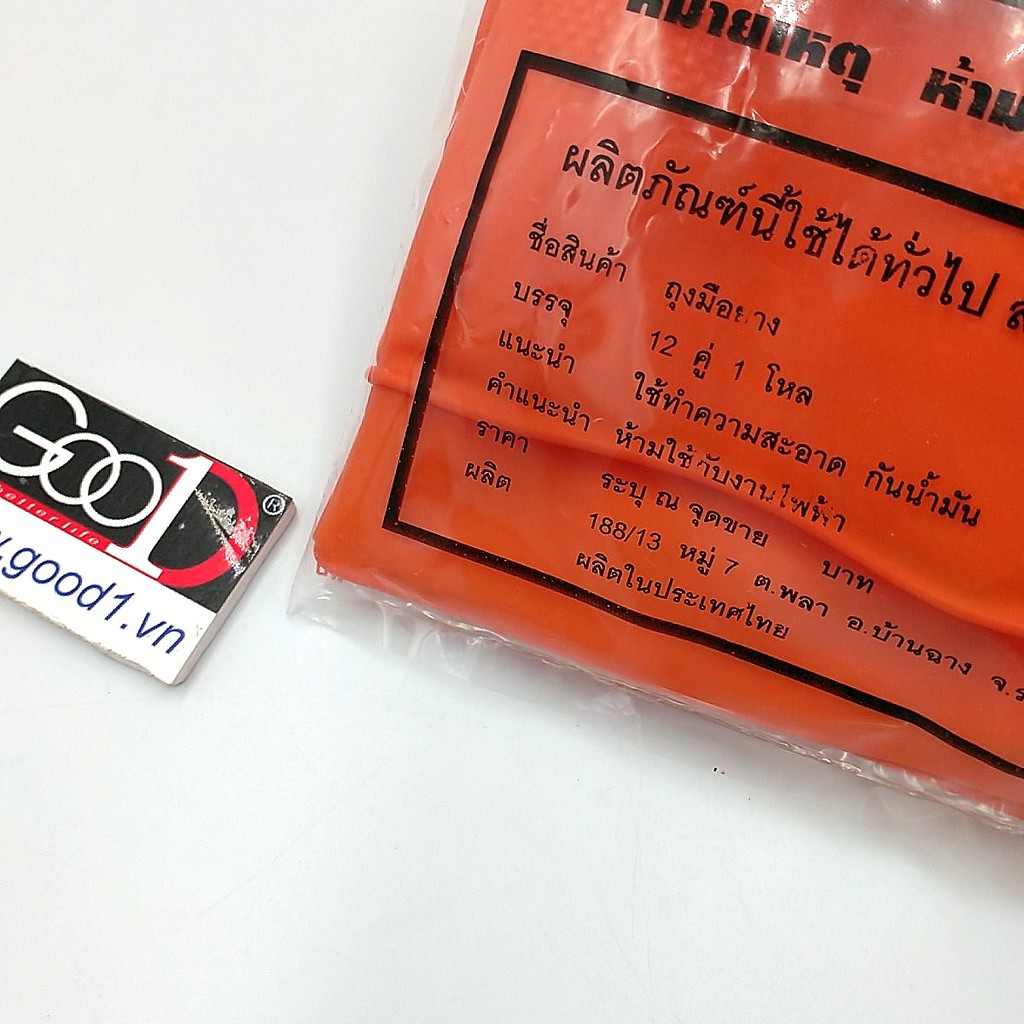 หมายเหตุ ห้าม
ผลิตภัณฑ์นี้ใช้ได้ทั่วไป
ชื่อสินค้า ถุงมือยาง
บรรจุ 12 คู่ 1 โหล
แนะนำ ใช้ทำความสะอาด กันน้ำมัน
คำแนะนำ ห้ามใช้กับงานไฟฟ้า
ราคา ระบุ ณ จุดขาย บาท
ผลิต 188/13 หมู่ 7 ต.พลา อ.บ้านฉาง จ.
ผลิตในประเทศไทย
GOO1D ®
better life
.good1.vn